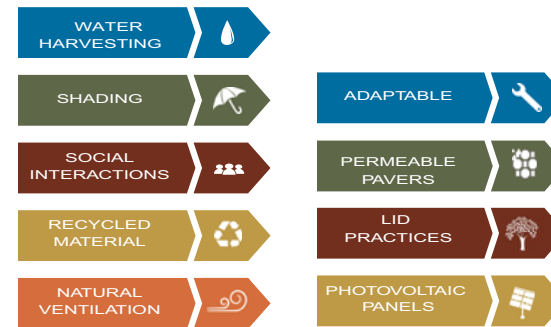 WATER
HARVESTING
SHADING
SOCIAL
INTERACTIONS
RECYCLED
MATERIAL
NATURAL
VENTILATION
ADAPTABLE
PERMEABLE
PAVERS
LID
PRACTICES
PHOTOVOLTAIC
PANELS